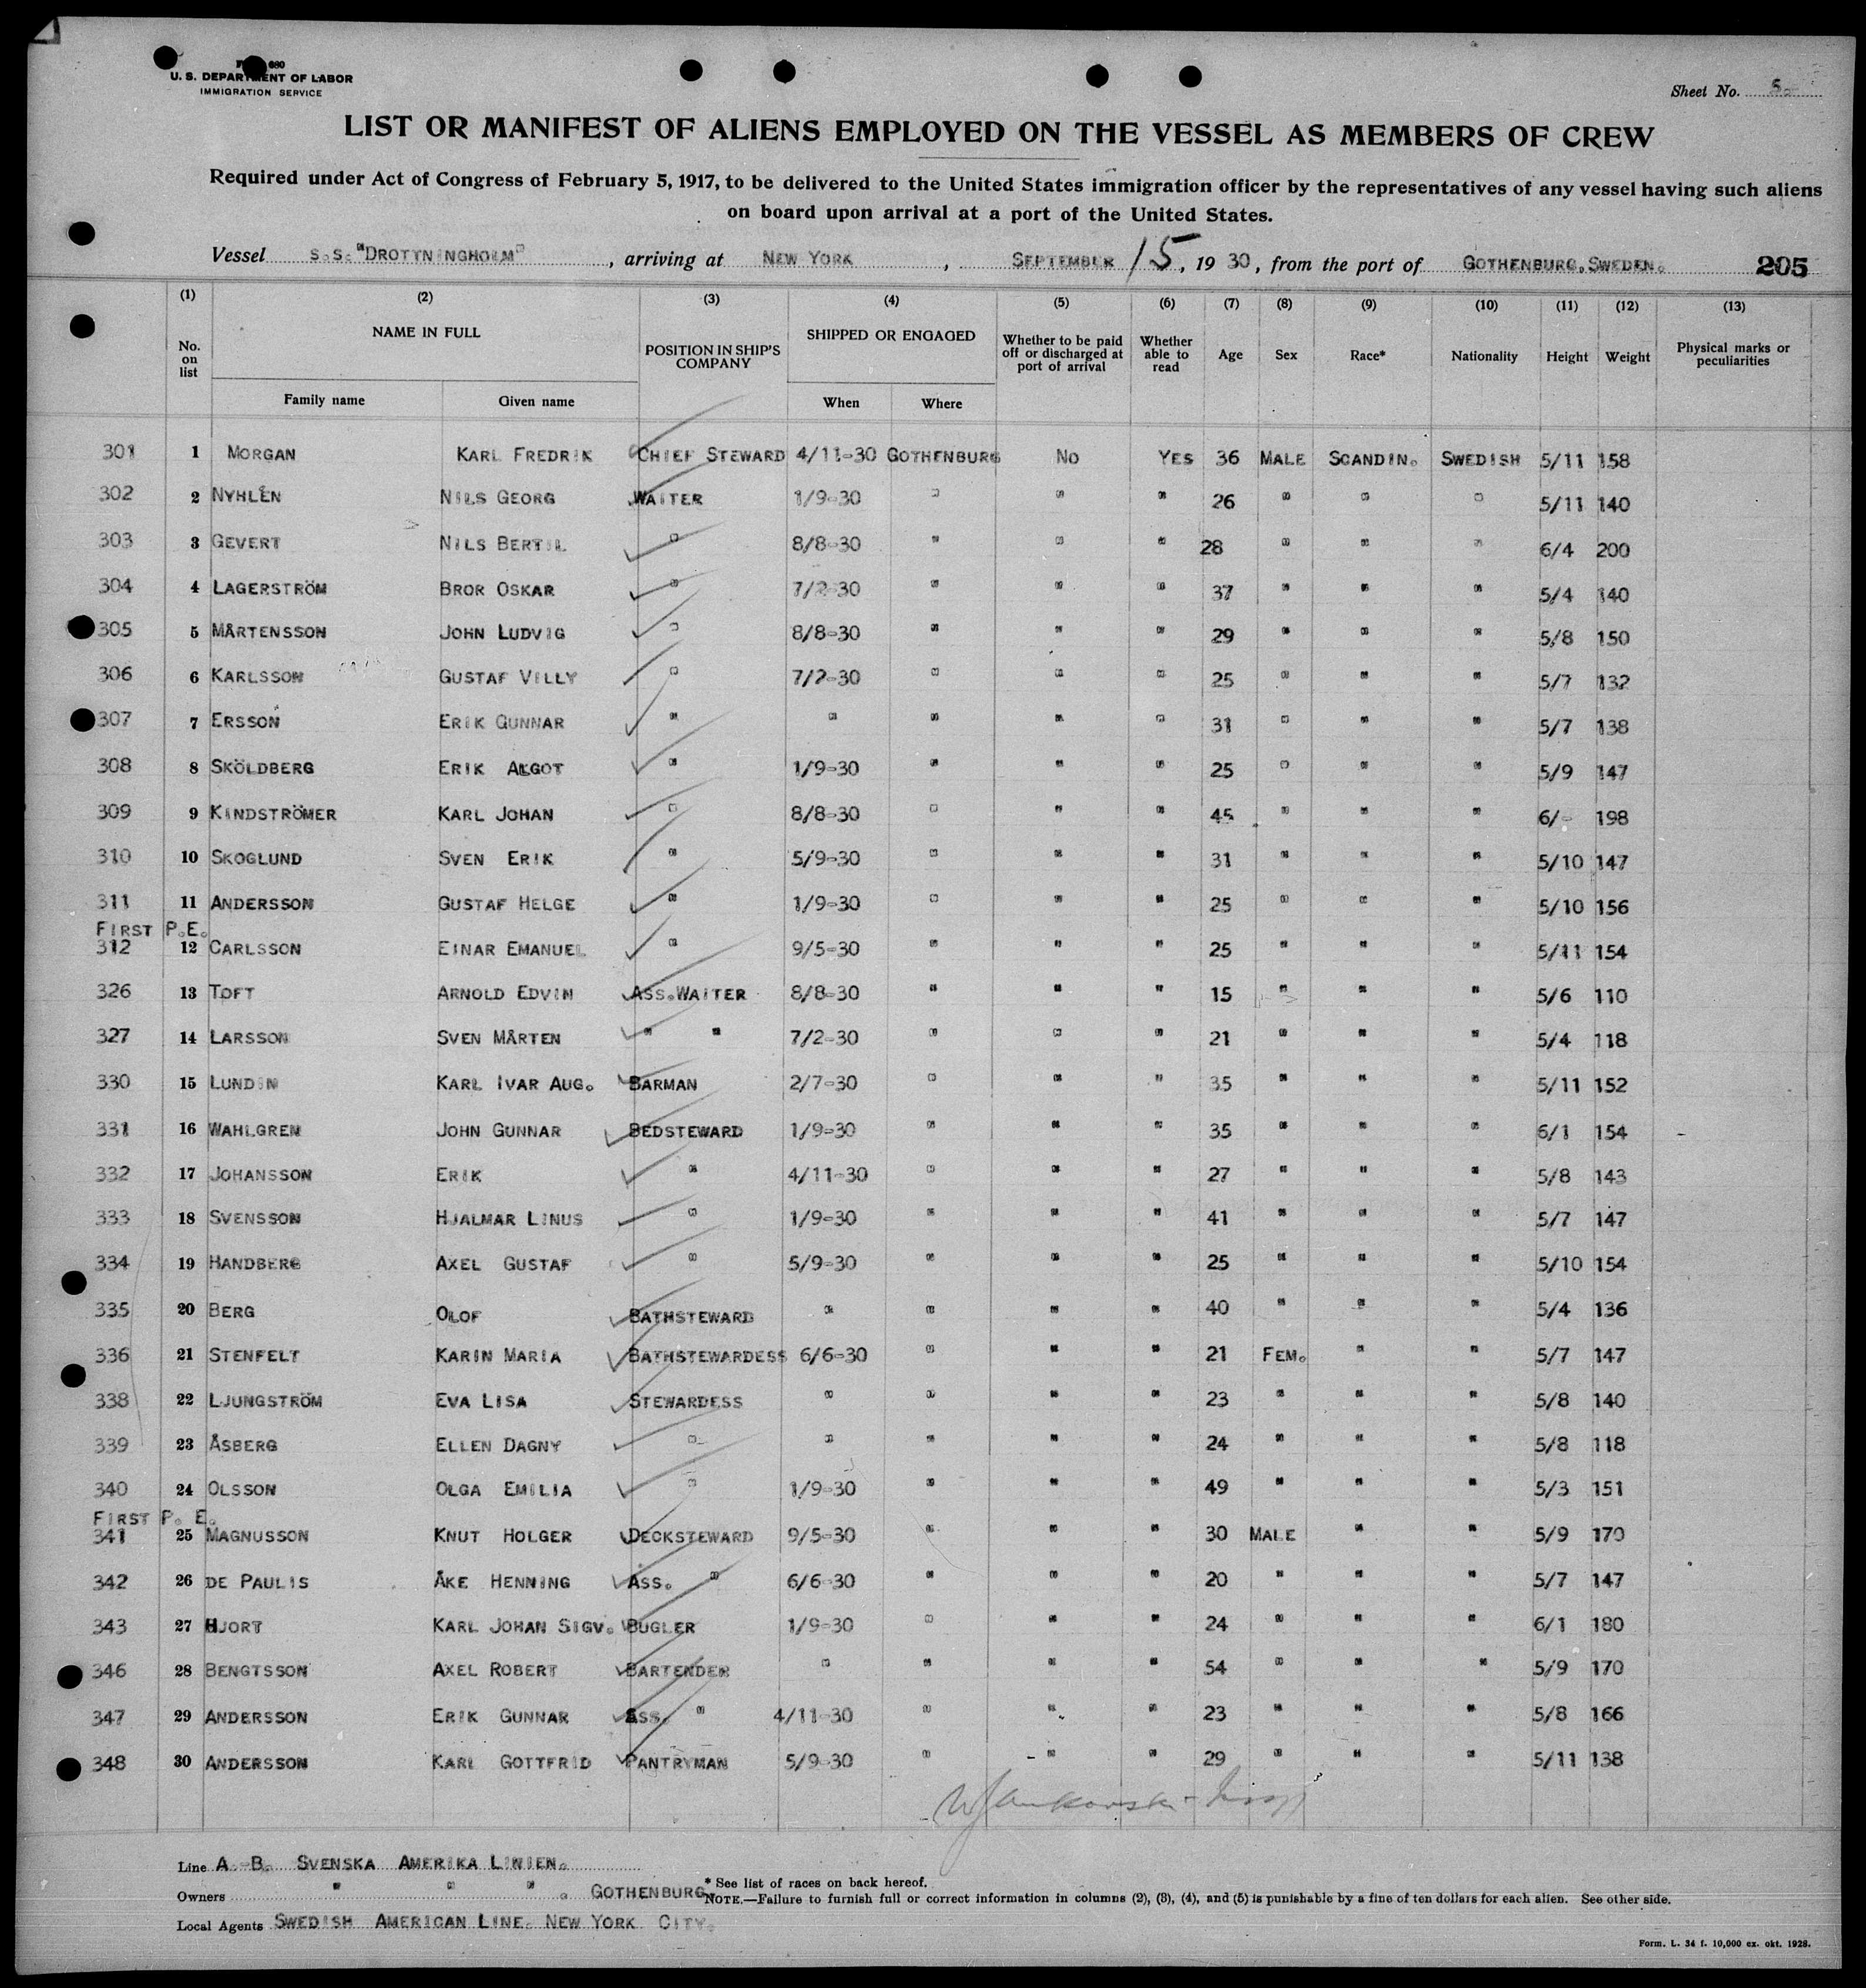 680
U. S. DEPARTMENT OF LABOR
IMMIGRATION SERVICE
Sheet No.
LIST OR MANIFEST OF ALIENS EMPLOYED ON THE VESSEL AS MEMBERS OF CREW
Required under Act of Congress of February 5, 1917, to be delivered to the United States immigration officer by the representatives of any vessel having such aliens
on board upon arrival at a port of the United States.
Vessel S.S. "DROTTNINGHOLM", arriving at NEW YORK, SEPTEMBER 15, 1930, from the port of GOTHENBURG, SWEDEN. 205
(1) (2) (3) (4) (5) (6) (7) (8) (9) (10) (11) (12) (13)
No. on list NAME IN FULL POSITION IN SHIP'S COMPANY SHIPPED OR ENGAGED Whether to be paid off or discharged at port of arrival Whether able to read Age Sex Race* Nationality Height Weight Physical marks or peculiarities
Family name Given name When Where
301 1 MORGAN KARL FREDRIK CHIEF STEWARD 4/11-30 GOTHENBURG NO YES 36 MALE SCANDIN. SWEDISH 5/11 158
302 2 NYHLÉN NILS GEORG WAITER 1/9-30 " " " 26 " " " 5/11 140
303 3 GEVERT NILS BERTIL " 8/8-30 " " " 28 " " " 6/4 200
304 4 LAGERSTRÖM BROR OSKAR " 7/2-30 " " " 37 " " " 5/4 140
305 5 MÅRTENSSON JOHN LUDVIG " 8/8-30 " " " 29 " " " 5/8 150
306 6 KARLSSON GUSTAF VILLY " 7/2-30 " " " 25 " " " 5/7 132
307 7 ERSSON ERIK GUNNAR " " " " " 31 " " " 5/7 138
308 8 SKÖLDBERG ERIK ALGOT " 1/9-30 " " " 25 " " " 5/9 147
309 9 KINDSTRÖMER KARL JOHAN " 8/8-30 " " " 45 " " " 6/- 198
310 10 SKOGLUND SVEN ERIK " 5/9-30 " " " 31 " " " 5/10 147
311 11 ANDERSSON GUSTAF HELGE " 1/9-30 " " " 25 " " " 5/10 156
FIRST P.E.
312 12 CARLSSON EINAR EMANUEL " 9/5-30 " " " 25 " " " 5/11 154
326 13 TOFT ARNOLD EDVIN ASS.WAITER 8/8-30 " " " 15 " " " 5/6 110
327 14 LARSSON SVEN MÅRTEN " " 7/2-30 " " " 21 " " " 5/4 118
330 15 LUNDIN KARL IVAR AUG. BARMAN 2/7-30 " " " 35 " " " 5/11 152
331 16 WAHLGREN JOHN GUNNAR BEDSTEWARD 1/9-30 " " " 35 " " " 6/1 154
332 17 JOHANSSON ERIK " 4/11-30 " " " 27 " " " 5/8 143
333 18 SVENSSON HJALMAR LINUS " 1/9-30 " " " 41 " " " 5/7 147
334 19 HANDBERG AXEL GUSTAF " 5/9-30 " " " 25 " " " 5/10 154
335 20 BERG OLOF BATHSTEWARD " " " " 40 " " " 5/4 136
336 21 STENFELT KARIN MARIA BATHSTEWARDESS 6/6-30 " " " 21 FEM. " " 5/7 147
338 22 LJUNGSTRÖM EVA LISA STEWARDESS " " " " 23 " " " 5/8 140
339 23 ÅSBERG ELLEN DAGNY " " " " " 24 " " " 5/8 118
340 24 OLSSON OLGA EMILIA " 1/9-30 " " " 49 " " " 5/3 151
FIRST P. E.
341 25 MAGNUSSON KNUT HOLGER DECKSTEWARD 9/5-30 " " " 30 MALE " " 5/9 170
342 26 DE PAULIS ÅKE HENNING ASS. " 6/6-30 " " " 20 " " " 5/7 147
343 27 HJORT KARL JOHAN SIGV. BUGLER 1/9-30 " " " 24 " " " 6/1 180
346 28 BENGTSSON AXEL ROBERT BARTENDER " " " " 54 " " " 5/9 170
347 29 ANDERSSON ERIK GUNNAR ASS. " 4/11-30 " " " 23 " " " 5/8 166
348 30 ANDERSSON KARL GOTTFRID PANTRYMAN 5/9-30 " " " 29 " " " 5/11 138
Line A.-B. SVENSKA AMERIKA LINIEN.
Owners " " " . GOTHENBURG.
* See list of races on back hereof.
NOTE.—Failure to furnish full or correct information in columns (2), (3), (4), and (5) is punishable by a fine of ten dollars for each alien. See other side.
Local Agents SWEDISH AMERICAN LINE. NEW YORK CITY.
Form. L. 34 f. 10,000 ex. okt. 1928.